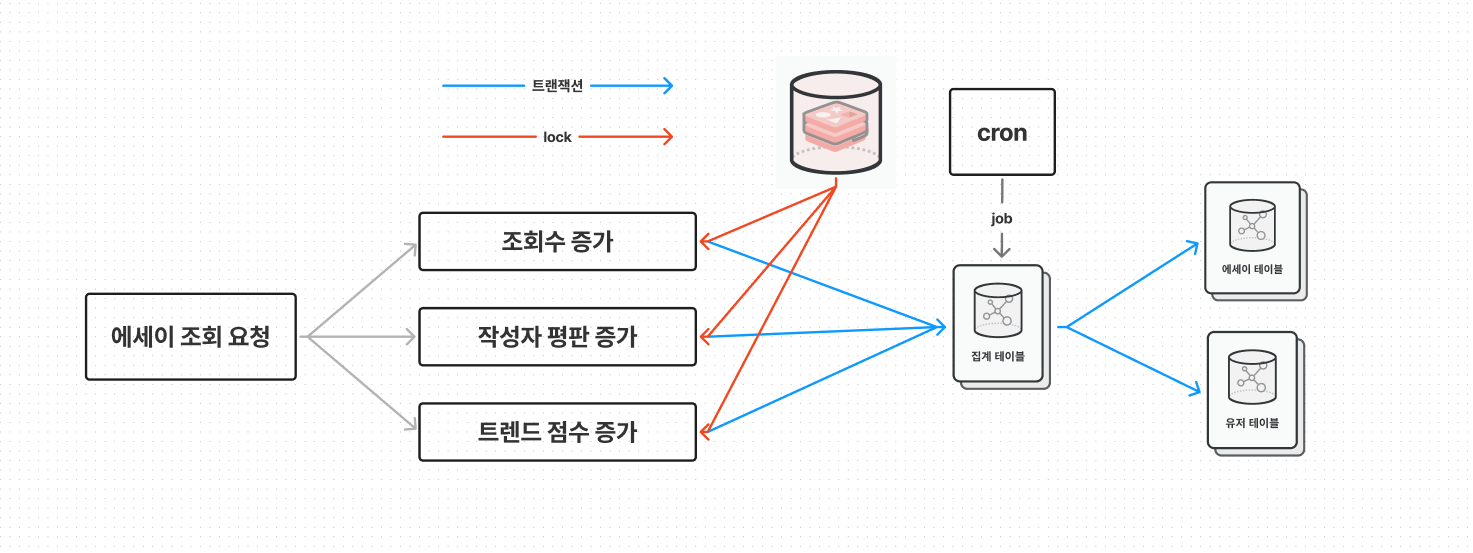 트랜잭션
lock
cron
job
조회수 증가
에세이 조회 요청
작성자 평판 증가
트렌드 점수 증가
집계 테이블
에세이 테이블
유저 테이블